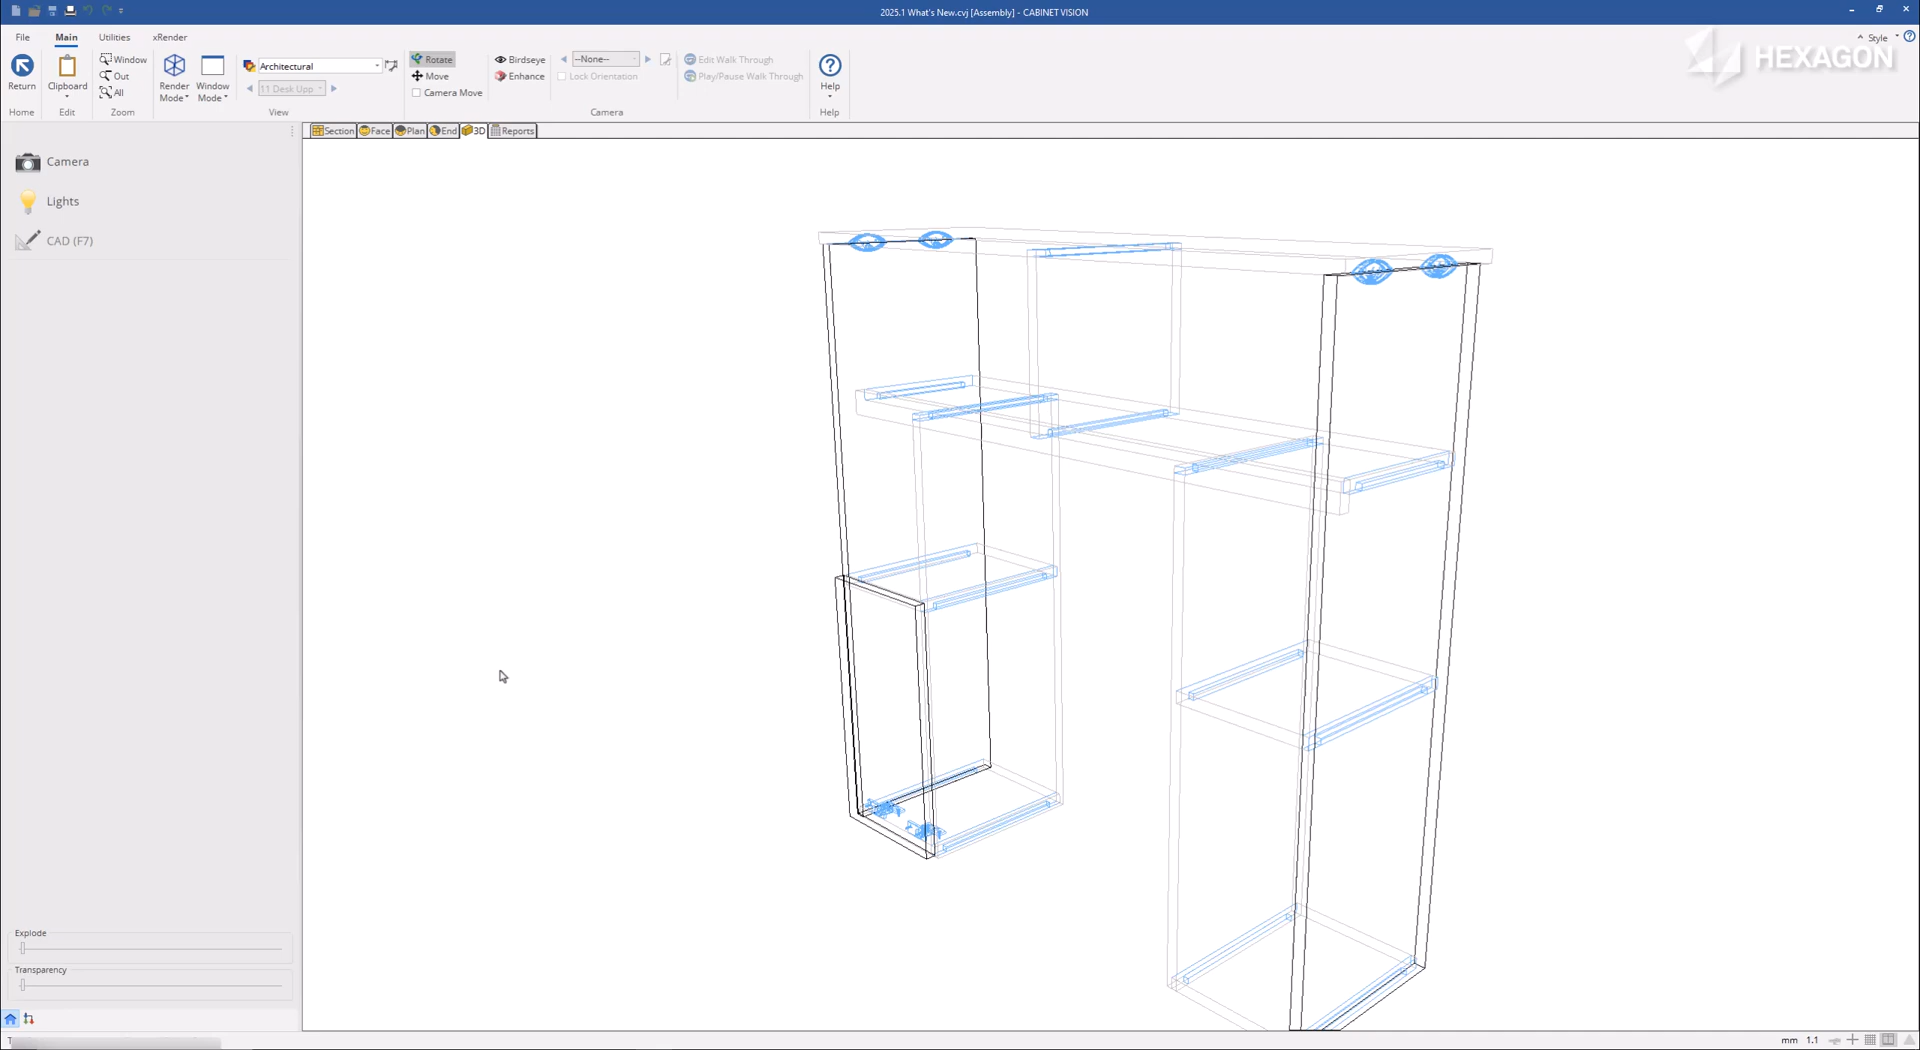 2025.1 What's New.cvj [Assembly] - CABINET VISION
File Main Utilities xRender Style
HEXAGON
Return
Clipboard
Window
Out
All
Render Mode
Window Mode
Architectural
11 Desk Upp
Rotate
Move
Camera Move
Birdseye
Enhance
--None--
Lock Orientation
Edit Walk Through
Play/Pause Walk Through
Help
Home Edit Zoom View Camera Help
Section Face Plan End 3D Reports
Camera
Lights
CAD (F7)
Explode
Transparency
mm 1.1